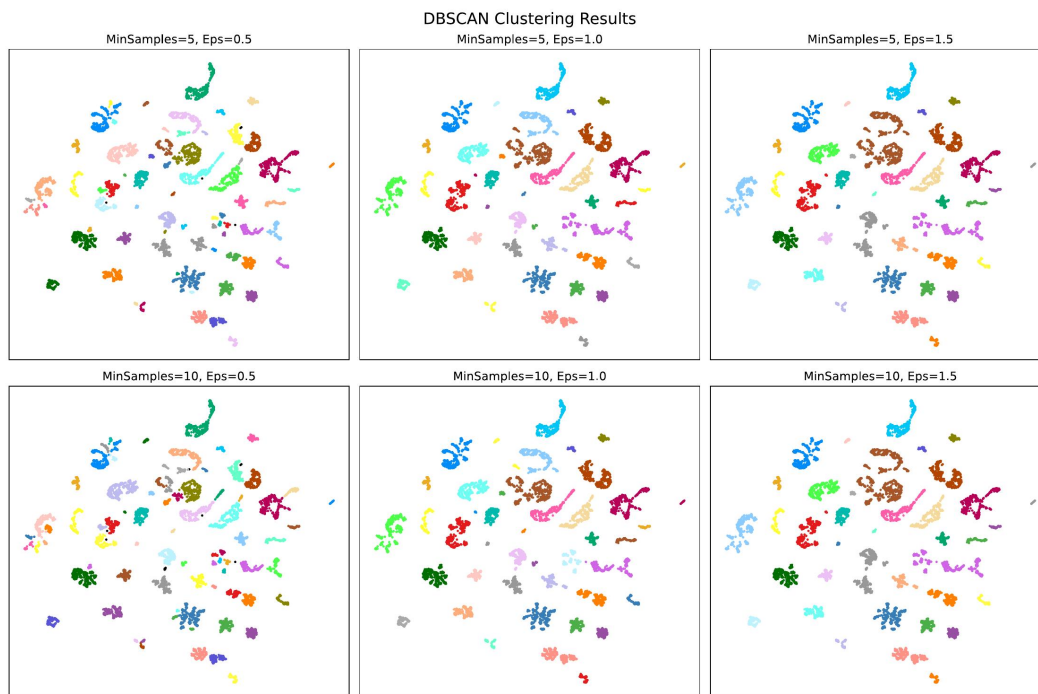 DBSCAN Clustering Results
MinSamples=5, Eps=0.5
MinSamples=5, Eps=1.0
MinSamples=5, Eps=1.5
MinSamples=10, Eps=0.5
MinSamples=10, Eps=1.0
MinSamples=10, Eps=1.5